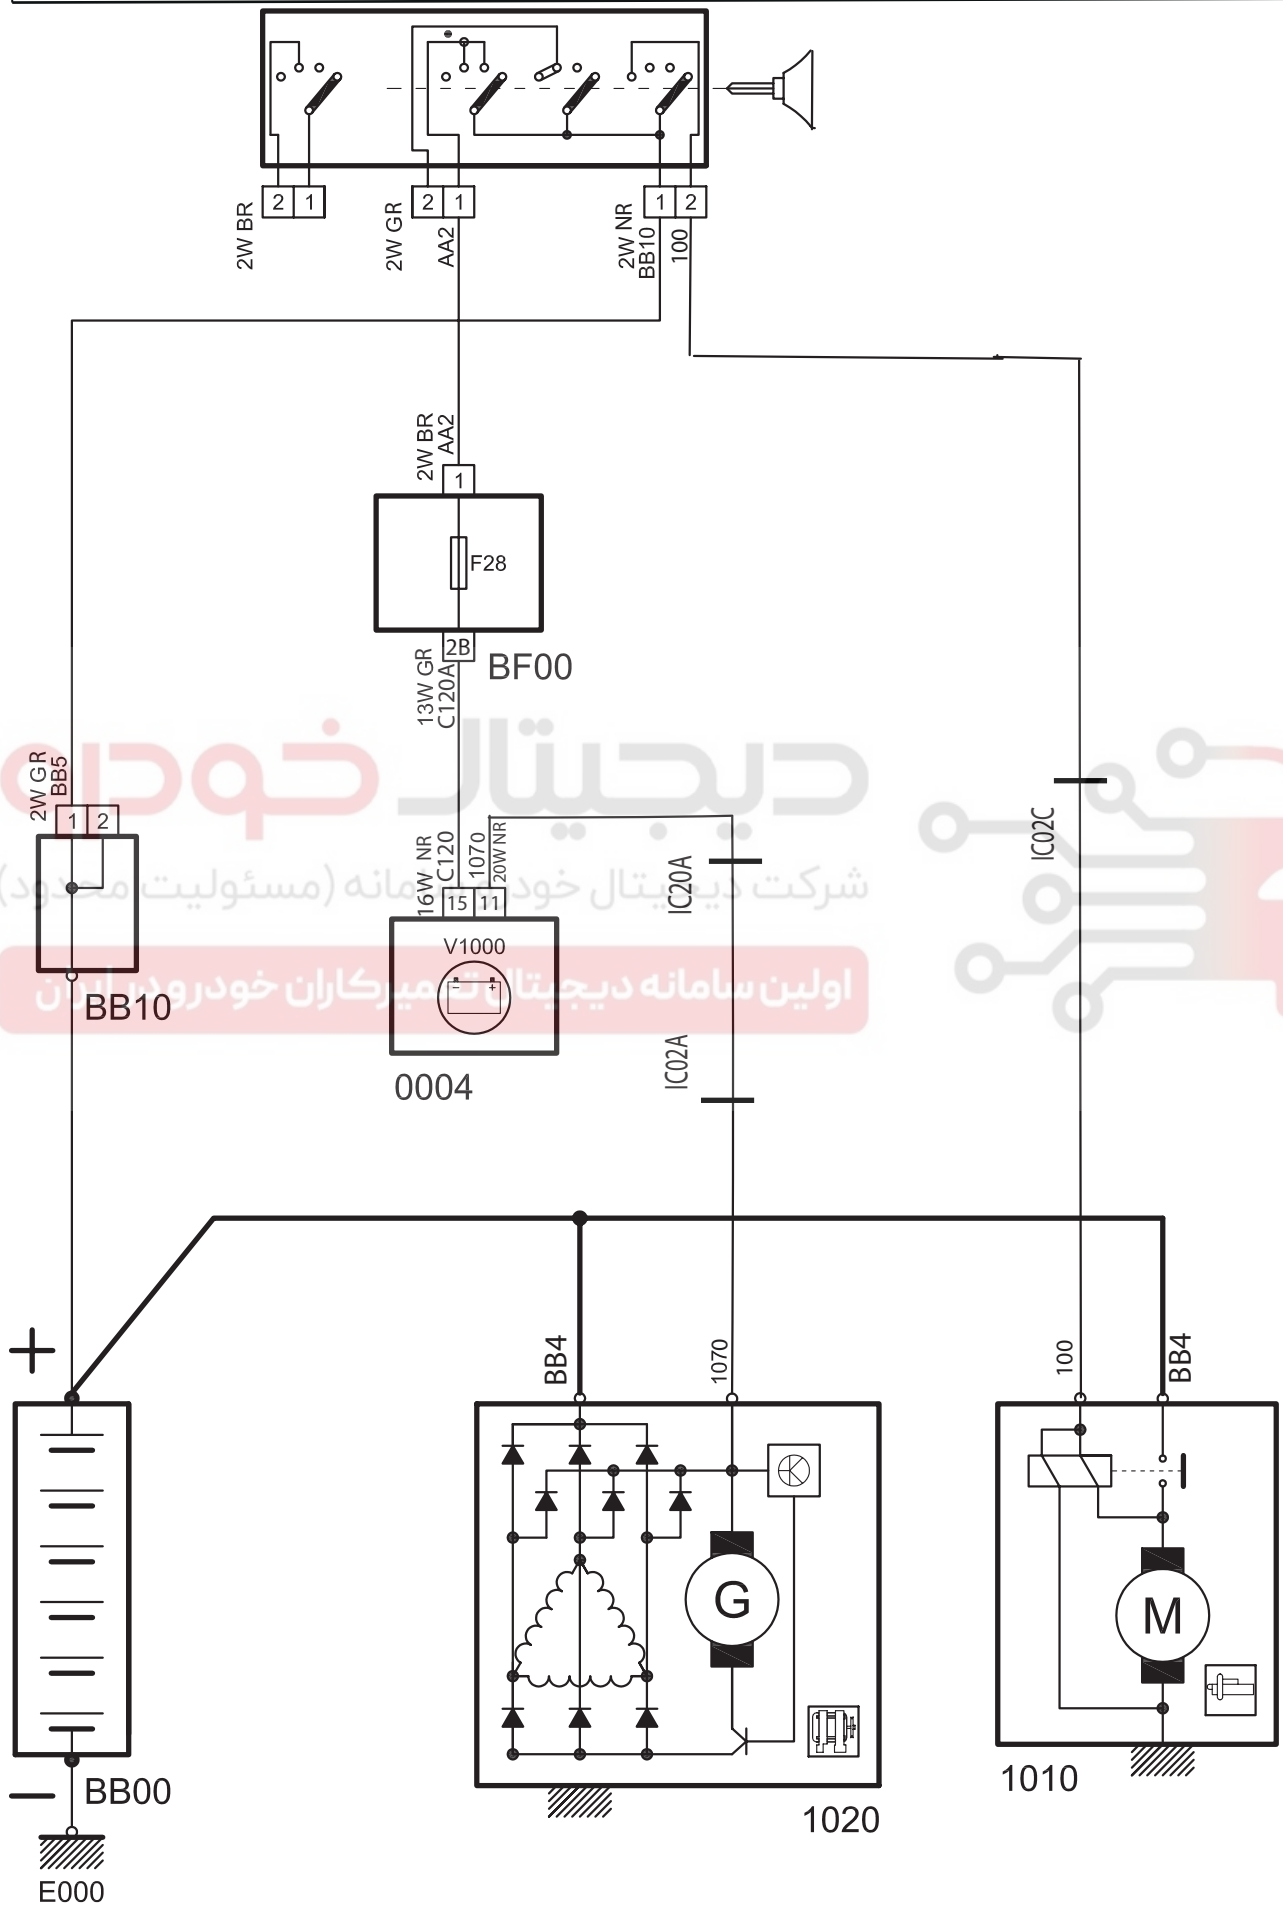 2 1
2 1
1 2
2W BR
2W GR
AA2
2W NR
BB10
100
2W BR
AA2
1
F28
2B
BF00
13W GR
C120A
2W GR
BB5
1 2
BB10
دیجیتال خودرو
شرکت دیجیتال خودرو سامانه (مسئولیت محدود)
اولین سامانه دیجیتال تعمیرکاران خودرو در ایران
16W NR
C120
1070
20W NR
15 11
V1000
- +
0004
IC20A
IC02A
IC02C
+
BB4
1070
100
BB4
G
M
−
BB00
E000
1020
1010